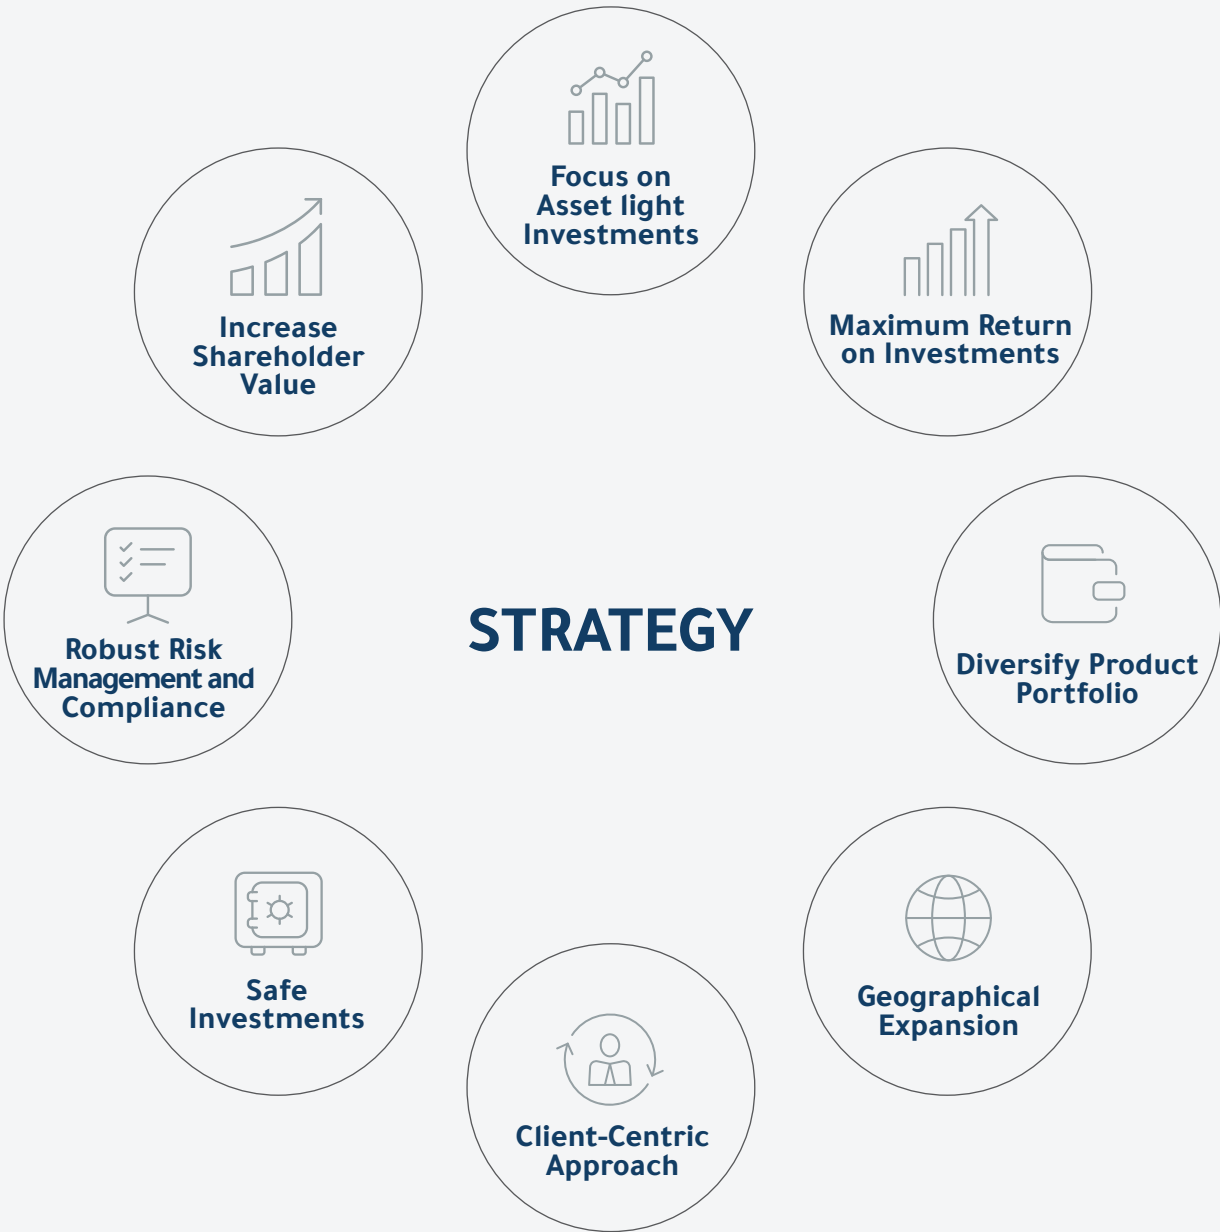 Focus on
Asset light
Investments
Increase
Shareholder
Value
Maximum Return
on Investments
Robust Risk
Management and
Compliance
STRATEGY
Diversify Product
Portfolio
Safe
Investments
Geographical
Expansion
Client-Centric
Approach